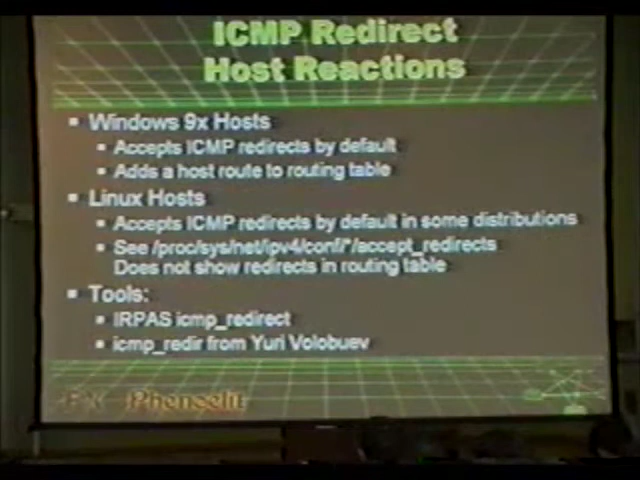 ICMP Redirect
Host Reactions
Windows 9x Hosts
Accepts ICMP redirects by default
Adds a host route to routing table
Linux Hosts
Accepts ICMP redirects by default in some distributions
See /proc/sys/net/ipv4/conf/*/accept_redirects
Does not show redirects in routing table
Tools:
IRPAS icmp_redirect
icmp_redir from Yuri Volobuev
FX Phenoelit